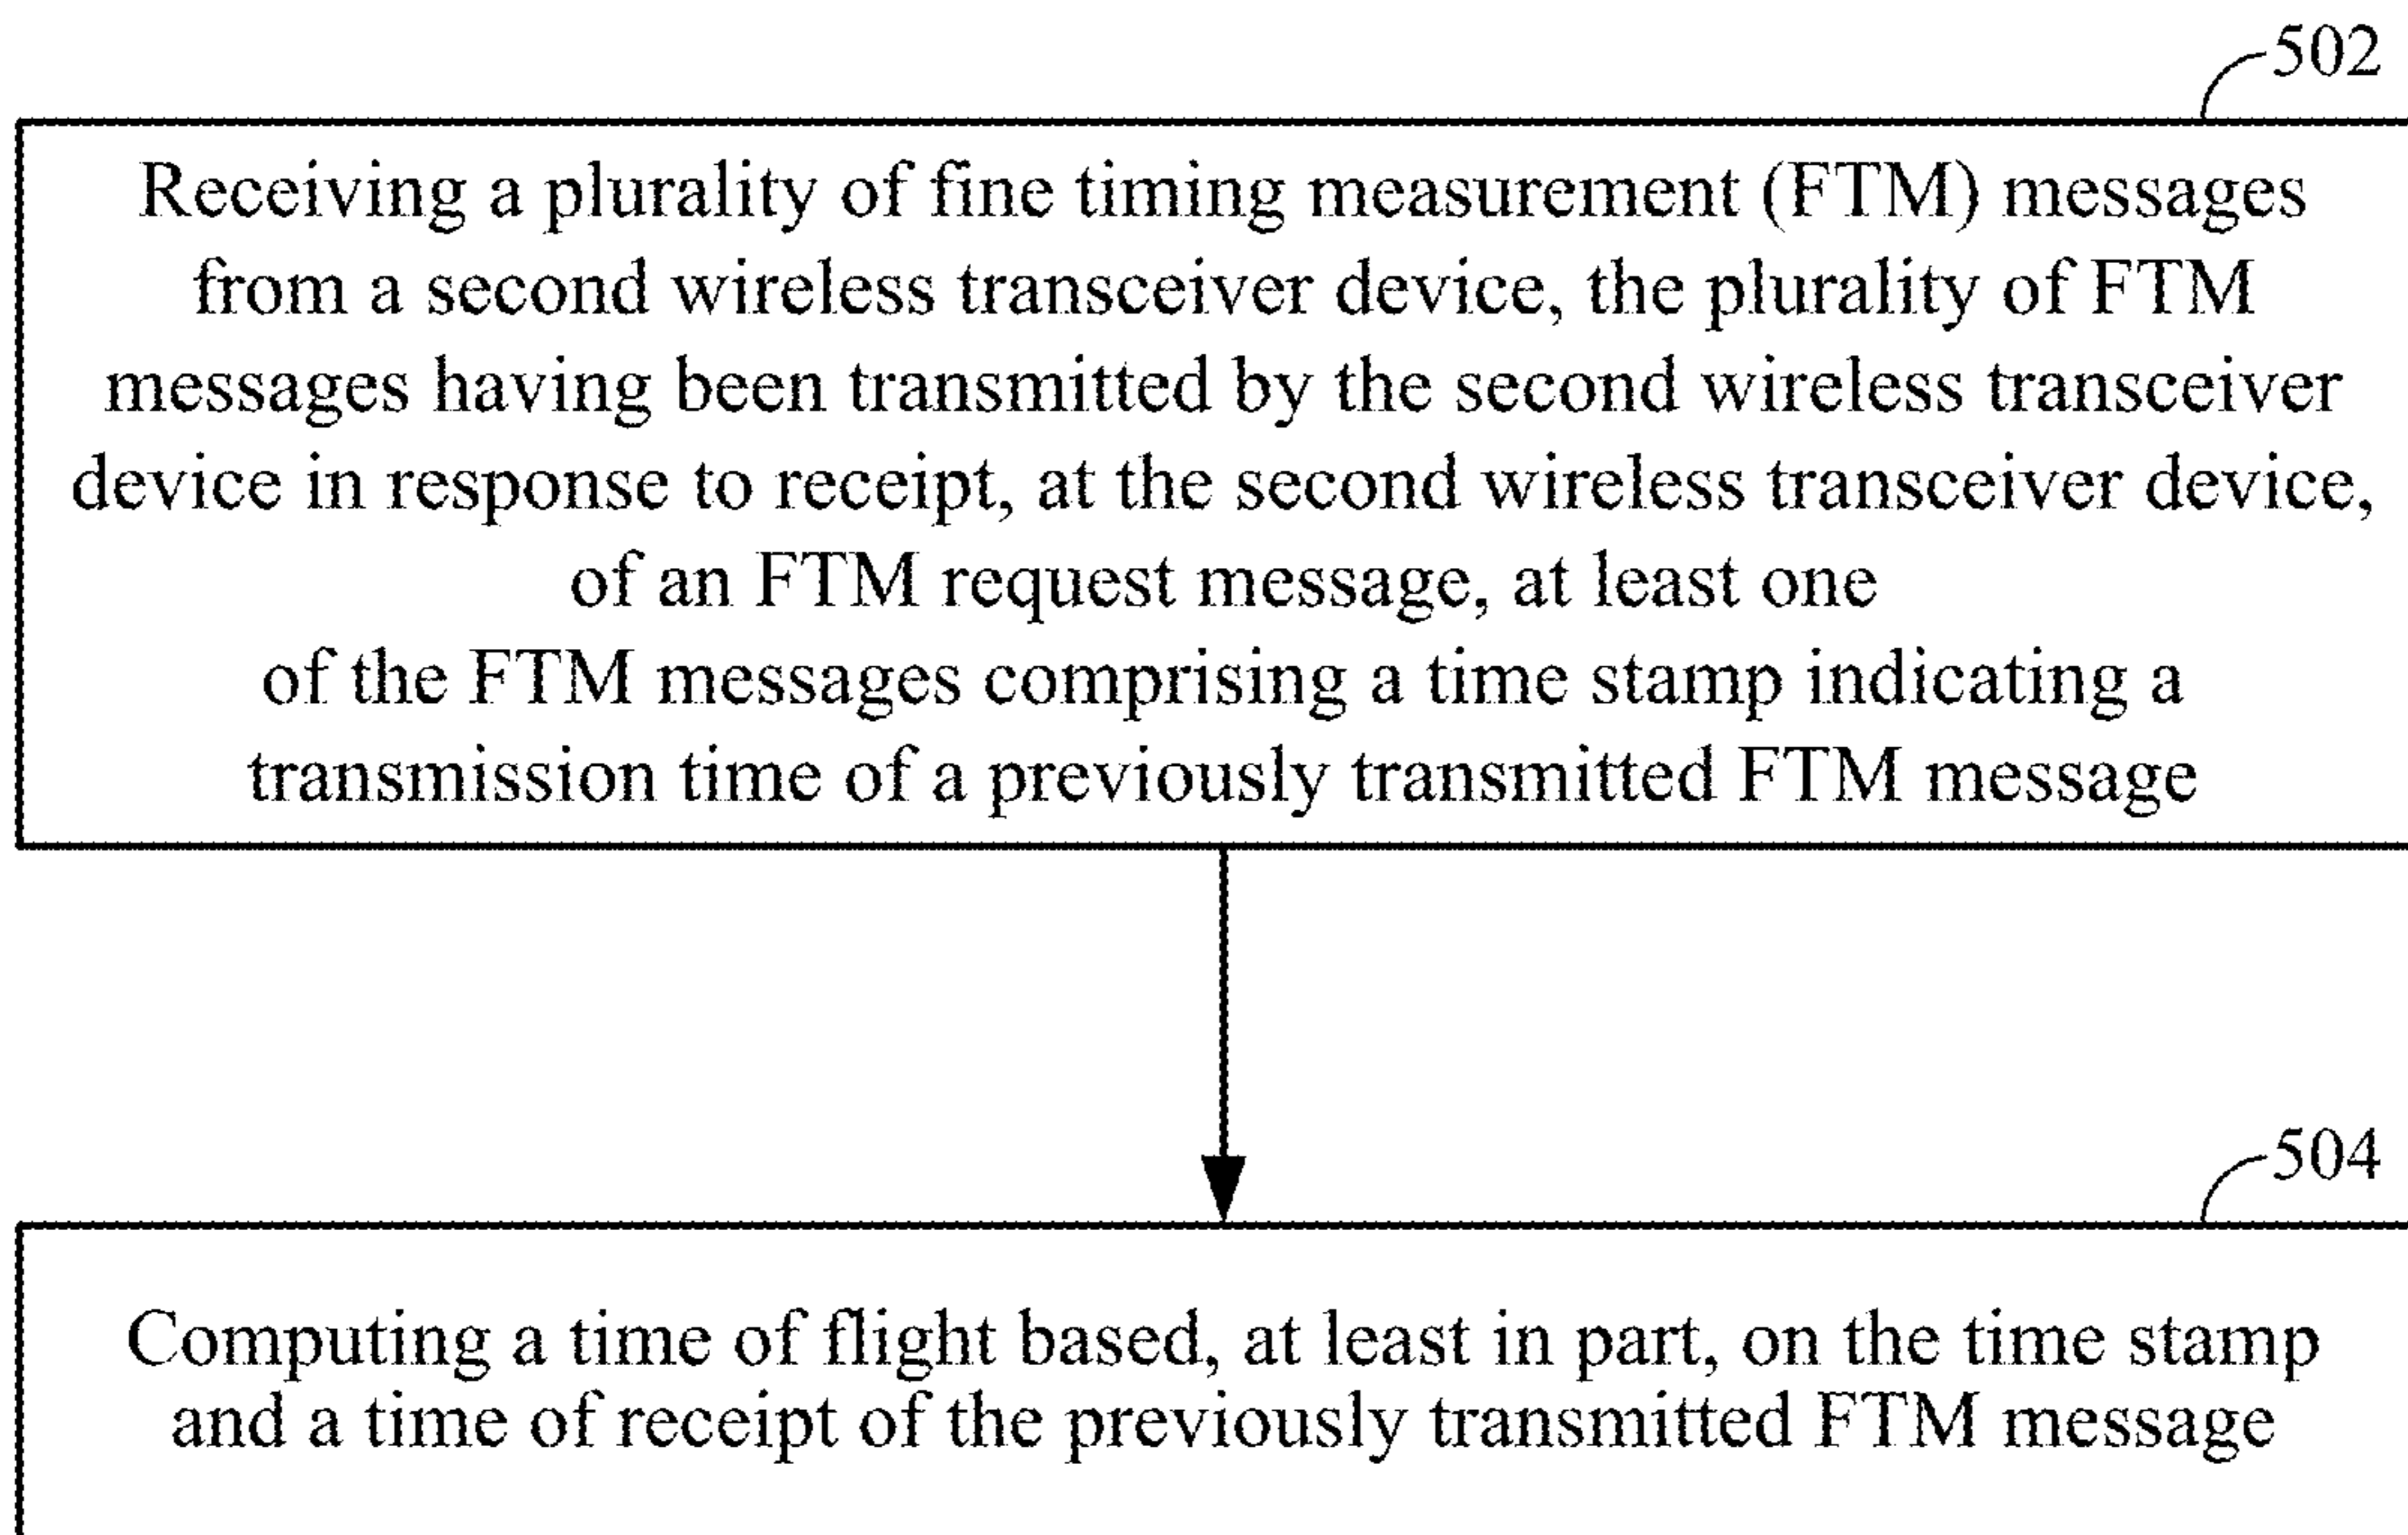 502
Receiving a plurality of fine timing measurement (FTM) messages
from a second wireless transceiver device, the plurality of FTM
messages having been transmitted by the second wireless transceiver
device in response to receipt, at the second wireless transceiver device,
of an FTM request message, at least one
of the FTM messages comprising a time stamp indicating a
transmission time of a previously transmitted FTM message
504
Computing a time of flight based, at least in part, on the time stamp
and a time of receipt of the previously transmitted FTM message